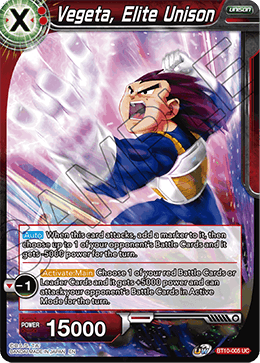 X Vegeta, Elite Unison UNISON
Auto When this card attacks, add a marker to it, then
choose up to 1 of your opponent's Battle Cards and it
gets -5000 power for the turn.
-1 Activate:Main Choose 1 of your red Battle Cards or
Leader Cards and it gets +5000 power and can
attack your opponent's Battle Cards in Active
Mode for the turn.
POWER 15000
BT10-005 UC
SAMPLE